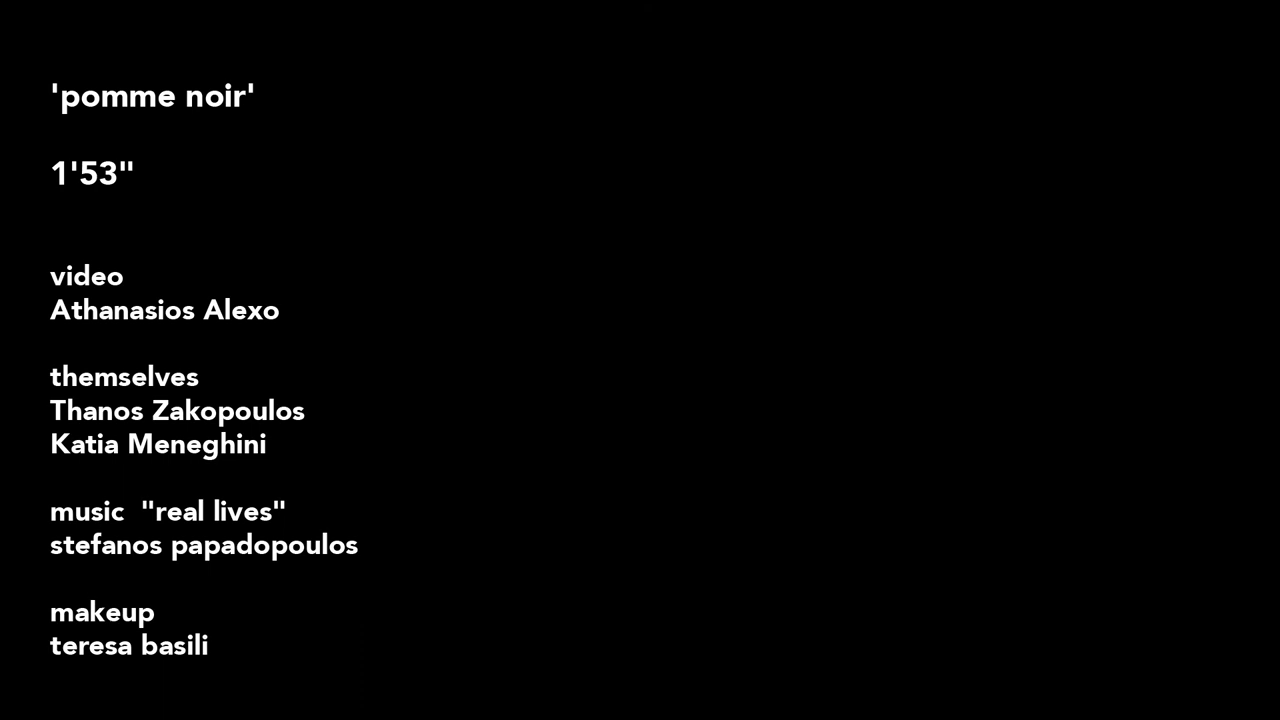 'pomme noir'
1'53"
video
Athanasios Alexo
themselves
Thanos Zakopoulos
Katia Meneghini
music  "real lives"
stefanos papadopoulos
makeup
teresa basili